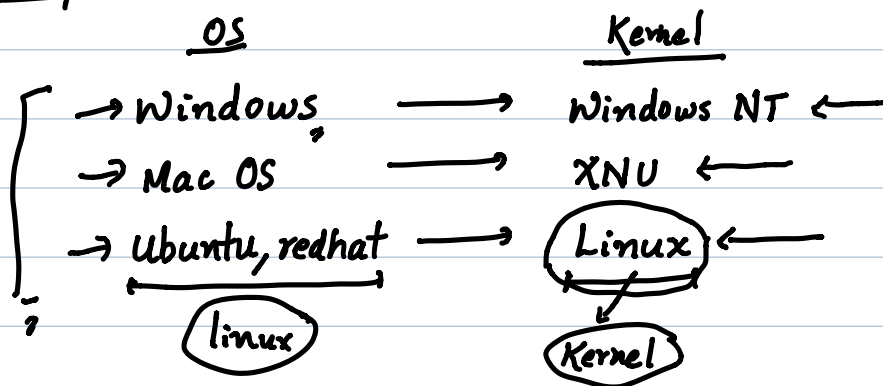 OS Kernel
→ Windows, → Windows NT ←
→ Mac OS → XNU ←
→ Ubuntu, redhat → Linux ←
linux Kernel